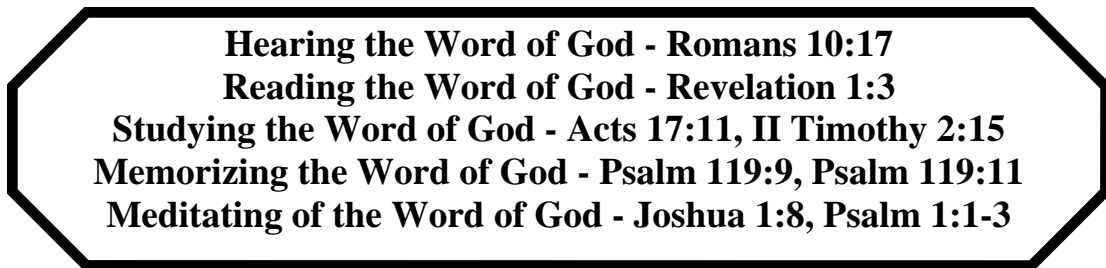 Hearing the Word of God - Romans 10:17
Reading the Word of God - Revelation 1:3
Studying the Word of God - Acts 17:11, II Timothy 2:15
Memorizing the Word of God - Psalm 119:9, Psalm 119:11
Meditating of the Word of God - Joshua 1:8, Psalm 1:1-3